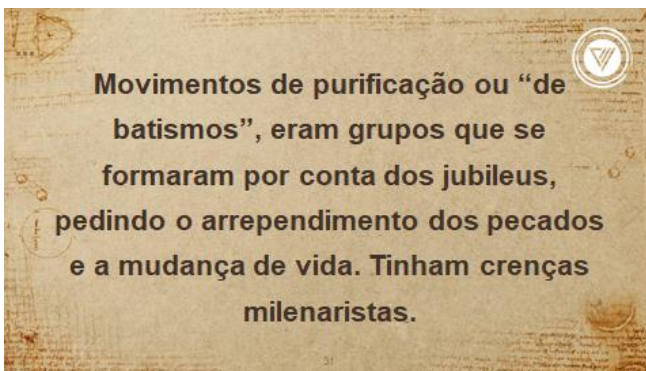 Movimentos de purificação ou “de
batismos”, eram grupos que se
formaram por conta dos jubileus,
pedindo o arrependimento dos pecados
e a mudança de vida. Tinham crenças
milenaristas.
31